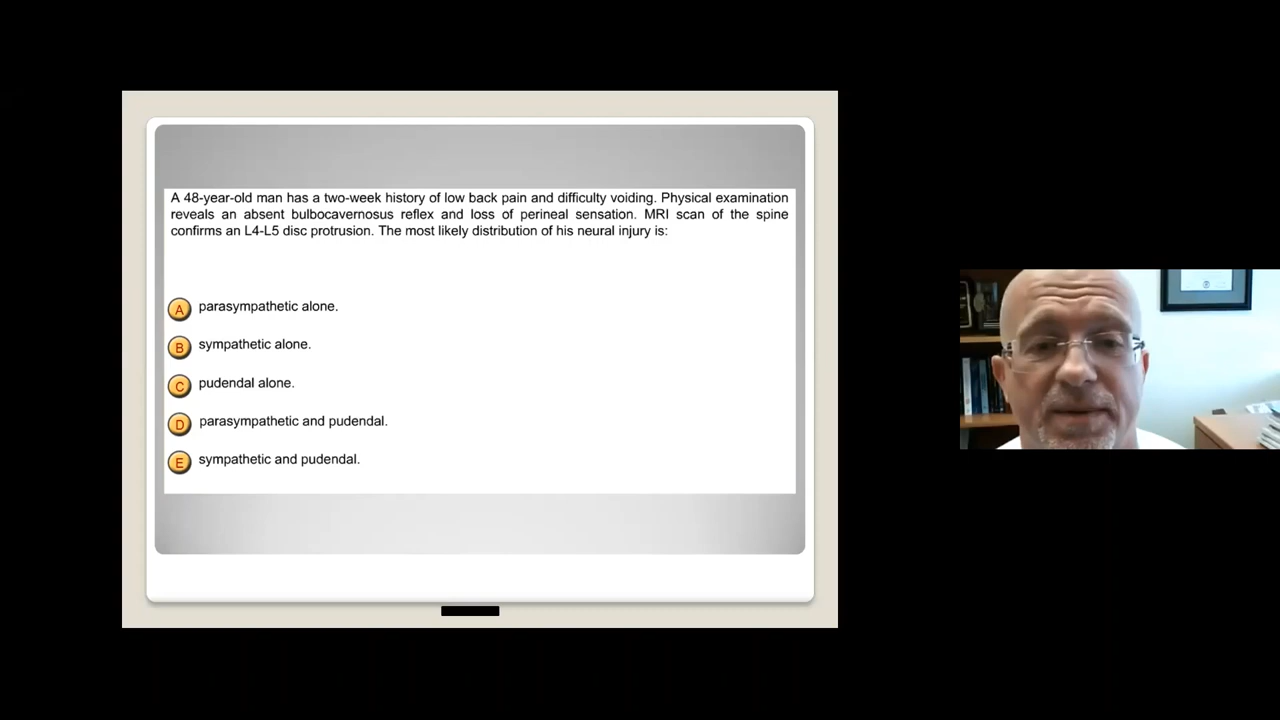 A 48-year-old man has a two-week history of low back pain and difficulty voiding. Physical examination
reveals an absent bulbocavernosus reflex and loss of perineal sensation. MRI scan of the spine
confirms an L4-L5 disc protrusion. The most likely distribution of his neural injury is:
A parasympathetic alone.
B sympathetic alone.
C pudendal alone.
D parasympathetic and pudendal.
E sympathetic and pudendal.